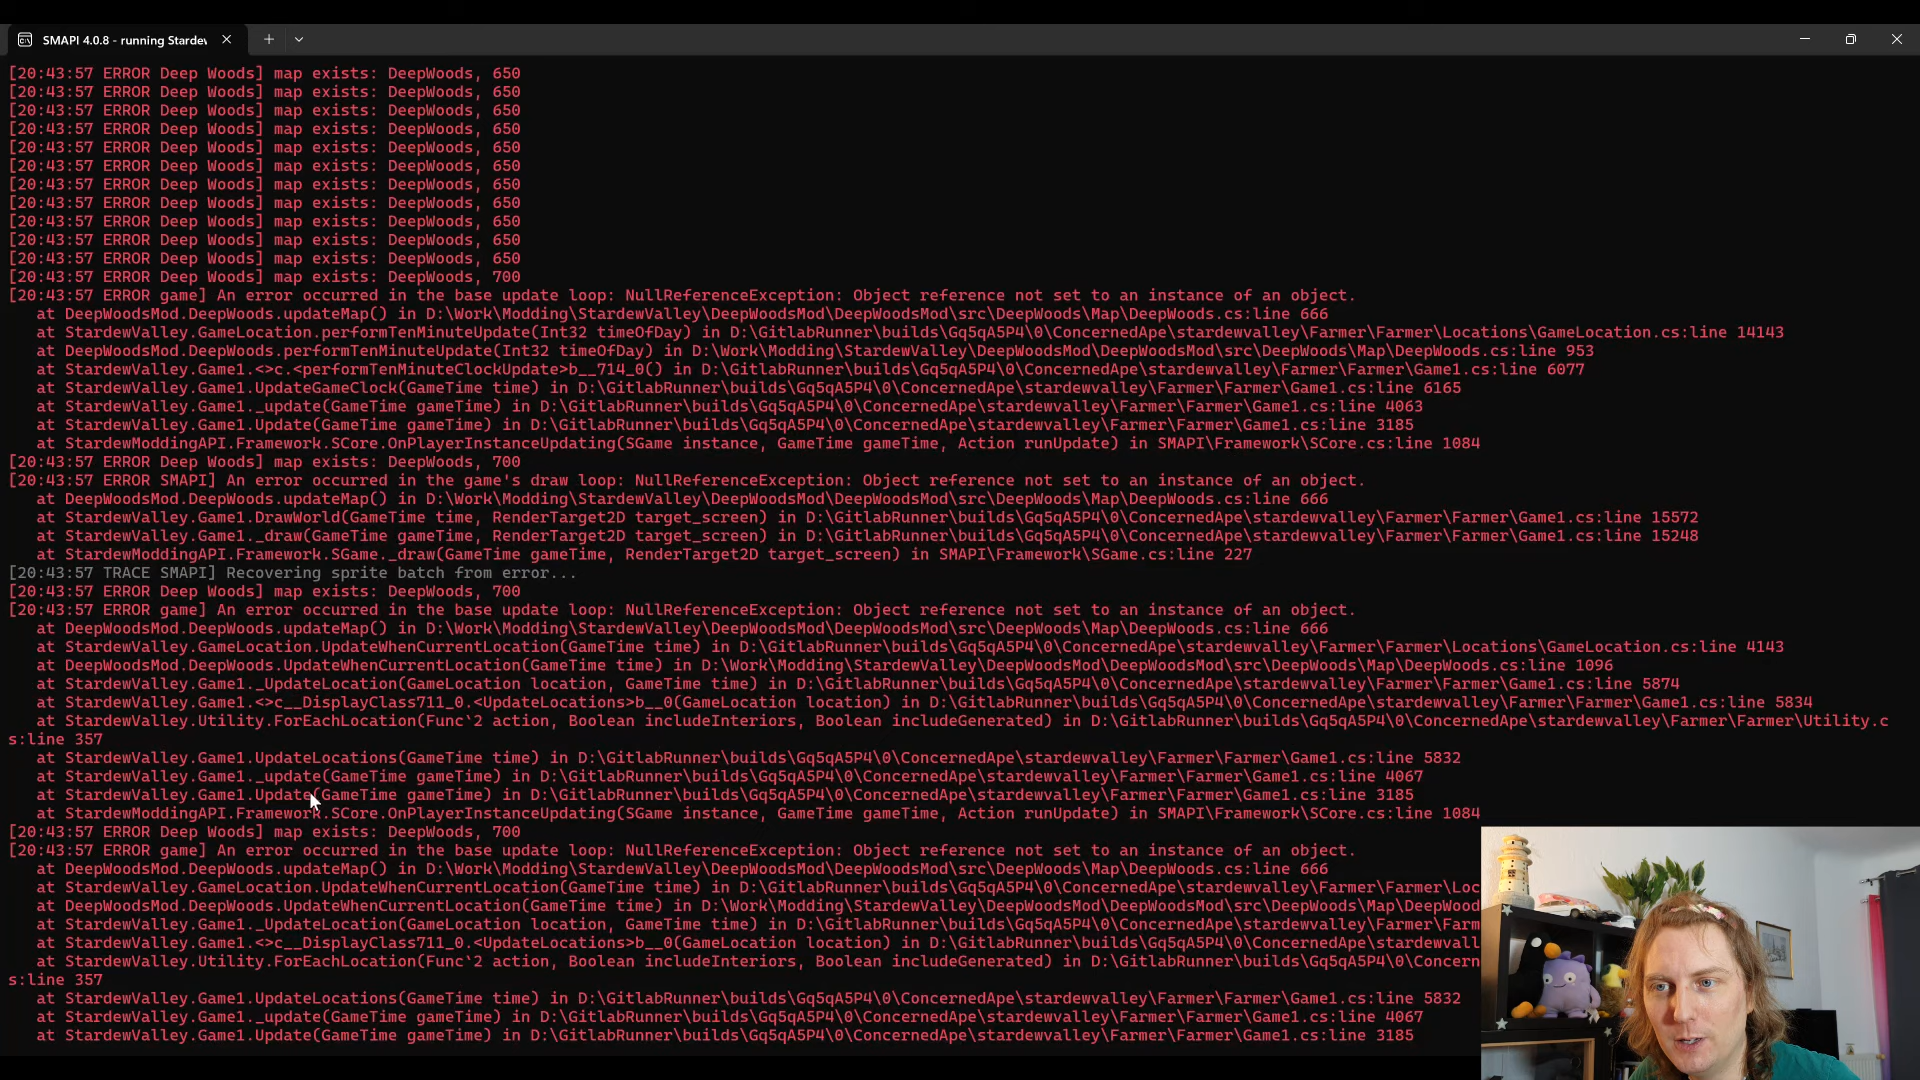 SMAPI 4.0.8 - running Stardev
[20:43:57 ERROR Deep Woods] map exists: DeepWoods, 650
[20:43:57 ERROR Deep Woods] map exists: DeepWoods, 650
[20:43:57 ERROR Deep Woods] map exists: DeepWoods, 650
[20:43:57 ERROR Deep Woods] map exists: DeepWoods, 650
[20:43:57 ERROR Deep Woods] map exists: DeepWoods, 650
[20:43:57 ERROR Deep Woods] map exists: DeepWoods, 650
[20:43:57 ERROR Deep Woods] map exists: DeepWoods, 650
[20:43:57 ERROR Deep Woods] map exists: DeepWoods, 650
[20:43:57 ERROR Deep Woods] map exists: DeepWoods, 650
[20:43:57 ERROR Deep Woods] map exists: DeepWoods, 650
[20:43:57 ERROR Deep Woods] map exists: DeepWoods, 650
[20:43:57 ERROR Deep Woods] map exists: DeepWoods, 700
[20:43:57 ERROR game] An error occurred in the base update loop: NullReferenceException: Object reference not set to an instance of an object.
at DeepWoodsMod.DeepWoods.updateMap() in D:\Work\Modding\StardewValley\DeepWoodsMod\DeepWoodsMod\src\DeepWoods\Map\DeepWoods.cs:line 666
at StardewValley.GameLocation.performTenMinuteUpdate(Int32 timeOfDay) in D:\GitlabRunner\builds\Gq5qA5P4\0\ConcernedApe\stardewvalley\Farmer\Farmer\Locations\GameLocation.cs:line 14143
at DeepWoodsMod.DeepWoods.performTenMinuteUpdate(Int32 timeOfDay) in D:\Work\Modding\StardewValley\DeepWoodsMod\DeepWoodsMod\src\DeepWoods\Map\DeepWoods.cs:line 953
at StardewValley.Game1.<>c.<performTenMinuteClockUpdate>b__714_0() in D:\GitlabRunner\builds\Gq5qA5P4\0\ConcernedApe\stardewvalley\Farmer\Farmer\Game1.cs:line 6077
at StardewValley.Game1.UpdateGameClock(GameTime time) in D:\GitlabRunner\builds\Gq5qA5P4\0\ConcernedApe\stardewvalley\Farmer\Farmer\Game1.cs:line 6165
at StardewValley.Game1._update(GameTime gameTime) in D:\GitlabRunner\builds\Gq5qA5P4\0\ConcernedApe\stardewvalley\Farmer\Farmer\Game1.cs:line 4063
at StardewValley.Game1.Update(GameTime gameTime) in D:\GitlabRunner\builds\Gq5qA5P4\0\ConcernedApe\stardewvalley\Farmer\Farmer\Game1.cs:line 3185
at StardewModdingAPI.Framework.SCore.OnPlayerInstanceUpdating(SGame instance, GameTime gameTime, Action runUpdate) in SMAPI\Framework\SCore.cs:line 1084
[20:43:57 ERROR Deep Woods] map exists: DeepWoods, 700
[20:43:57 ERROR SMAPI] An error occurred in the game's draw loop: NullReferenceException: Object reference not set to an instance of an object.
at DeepWoodsMod.DeepWoods.updateMap() in D:\Work\Modding\StardewValley\DeepWoodsMod\DeepWoodsMod\src\DeepWoods\Map\DeepWoods.cs:line 666
at StardewValley.Game1.DrawWorld(GameTime time, RenderTarget2D target_screen) in D:\GitlabRunner\builds\Gq5qA5P4\0\ConcernedApe\stardewvalley\Farmer\Farmer\Game1.cs:line 15572
at StardewValley.Game1._draw(GameTime gameTime, RenderTarget2D target_screen) in D:\GitlabRunner\builds\Gq5qA5P4\0\ConcernedApe\stardewvalley\Farmer\Farmer\Game1.cs:line 15248
at StardewModdingAPI.Framework.SGame._draw(GameTime gameTime, RenderTarget2D target_screen) in SMAPI\Framework\SGame.cs:line 227
[20:43:57 TRACE SMAPI] Recovering sprite batch from error...
[20:43:57 ERROR Deep Woods] map exists: DeepWoods, 700
[20:43:57 ERROR game] An error occurred in the base update loop: NullReferenceException: Object reference not set to an instance of an object.
at DeepWoodsMod.DeepWoods.updateMap() in D:\Work\Modding\StardewValley\DeepWoodsMod\DeepWoodsMod\src\DeepWoods\Map\DeepWoods.cs:line 666
at StardewValley.GameLocation.UpdateWhenCurrentLocation(GameTime time) in D:\GitlabRunner\builds\Gq5qA5P4\0\ConcernedApe\stardewvalley\Farmer\Farmer\Locations\GameLocation.cs:line 4143
at DeepWoodsMod.DeepWoods.UpdateWhenCurrentLocation(GameTime time) in D:\Work\Modding\StardewValley\DeepWoodsMod\DeepWoodsMod\src\DeepWoods\Map\DeepWoods.cs:line 1096
at StardewValley.Game1._UpdateLocation(GameLocation location, GameTime time) in D:\GitlabRunner\builds\Gq5qA5P4\0\ConcernedApe\stardewvalley\Farmer\Farmer\Game1.cs:line 5874
at StardewValley.Game1.<>c__DisplayClass711_0.<UpdateLocations>b__0(GameLocation location) in D:\GitlabRunner\builds\Gq5qA5P4\0\ConcernedApe\stardewvalley\Farmer\Farmer\Game1.cs:line 5834
at StardewValley.Utility.ForEachLocation(Func`2 action, Boolean includeInteriors, Boolean includeGenerated) in D:\GitlabRunner\builds\Gq5qA5P4\0\ConcernedApe\stardewvalley\Farmer\Farmer\Utility.c
s:line 357
at StardewValley.Game1.UpdateLocations(GameTime time) in D:\GitlabRunner\builds\Gq5qA5P4\0\ConcernedApe\stardewvalley\Farmer\Farmer\Game1.cs:line 5832
at StardewValley.Game1._update(GameTime gameTime) in D:\GitlabRunner\builds\Gq5qA5P4\0\ConcernedApe\stardewvalley\Farmer\Farmer\Game1.cs:line 4067
at StardewValley.Game1.Update(GameTime gameTime) in D:\GitlabRunner\builds\Gq5qA5P4\0\ConcernedApe\stardewvalley\Farmer\Farmer\Game1.cs:line 3185
at StardewModdingAPI.Framework.SCore.OnPlayerInstanceUpdating(SGame instance, GameTime gameTime, Action runUpdate) in SMAPI\Framework\SCore.cs:line 1084
[20:43:57 ERROR Deep Woods] map exists: DeepWoods, 700
[20:43:57 ERROR game] An error occurred in the base update loop: NullReferenceException: Object reference not set to an instance of an object.
at DeepWoodsMod.DeepWoods.updateMap() in D:\Work\Modding\StardewValley\DeepWoodsMod\DeepWoodsMod\src\DeepWoods\Map\DeepWoods.cs:line 666
at StardewValley.GameLocation.UpdateWhenCurrentLocation(GameTime time) in D:\GitlabRunner\builds\Gq5qA5P4\0\ConcernedApe\stardewvalley\Farmer\Farmer\Loc
at DeepWoodsMod.DeepWoods.UpdateWhenCurrentLocation(GameTime time) in D:\Work\Modding\StardewValley\DeepWoodsMod\DeepWoodsMod\src\DeepWoods\Map\DeepWood
at StardewValley.Game1._UpdateLocation(GameLocation location, GameTime time) in D:\GitlabRunner\builds\Gq5qA5P4\0\ConcernedApe\stardewvalley\Farmer\Farm
at StardewValley.Game1.<>c__DisplayClass711_0.<UpdateLocations>b__0(GameLocation location) in D:\GitlabRunner\builds\Gq5qA5P4\0\ConcernedApe\stardewvall
at StardewValley.Utility.ForEachLocation(Func`2 action, Boolean includeInteriors, Boolean includeGenerated) in D:\GitlabRunner\builds\Gq5qA5P4\0\Concern
s:line 357
at StardewValley.Game1.UpdateLocations(GameTime time) in D:\GitlabRunner\builds\Gq5qA5P4\0\ConcernedApe\stardewvalley\Farmer\Farmer\Game1.cs:line 5832
at StardewValley.Game1._update(GameTime gameTime) in D:\GitlabRunner\builds\Gq5qA5P4\0\ConcernedApe\stardewvalley\Farmer\Farmer\Game1.cs:line 4067
at StardewValley.Game1.Update(GameTime gameTime) in D:\GitlabRunner\builds\Gq5qA5P4\0\ConcernedApe\stardewvalley\Farmer\Farmer\Game1.cs:line 3185